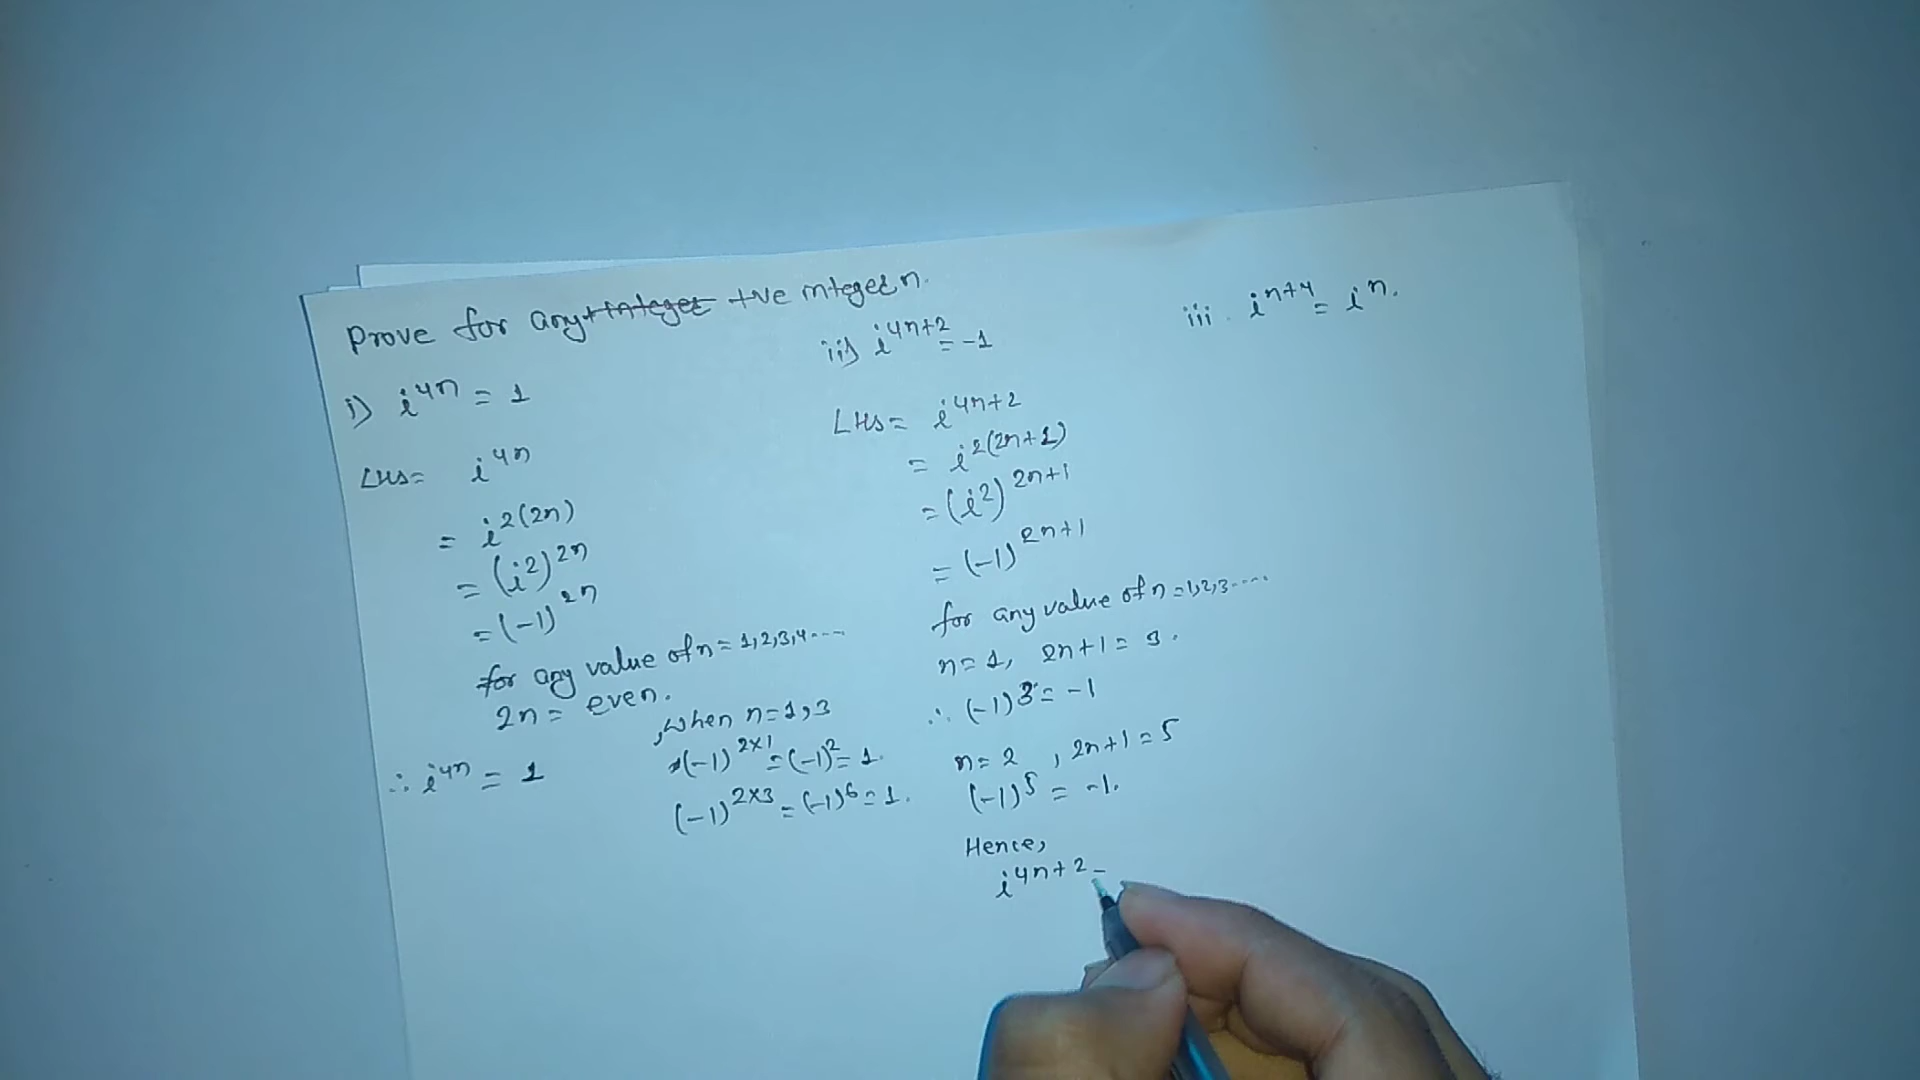 Prove for any +integer +ve integer n.
i) i^4n = 1
LHS = i^4n
= i^2(2n)
= (i^2)^2n
= (-1)^2n
for any value of n = 1,2,3,4....
2n = even.
, when n=1,3
(-1)^2×1 = (-1)^2 = 1.
(-1)^2×3 = (-1)^6 = 1.
∴ i^4n = 1
ii) i^4n+2 = -1
LHS = i^4n+2
= i^2(2n+1)
= (i^2)^2n+1
= (-1)^2n+1
for any value of n = 1,2,3....
n = 1, 2n+1 = 3.
∴ (-1)^3 = -1
n = 2 , 2n+1 = 5
(-1)^5 = -1.
Hence,
i^4n+2 -
iii. i^n+4 = i^n.